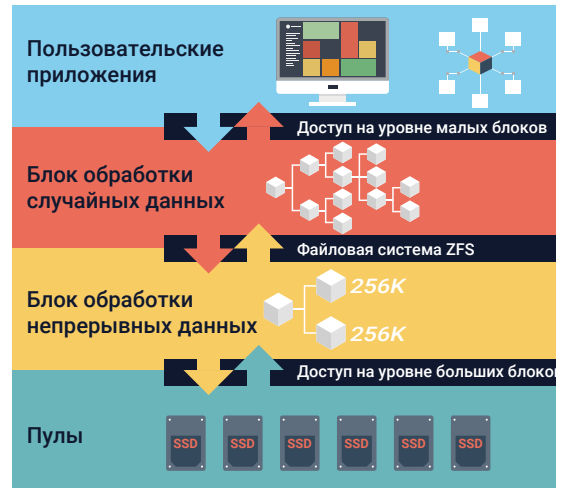 Пользовательские
приложения
Доступ на уровне малых блоков
Блок обработки
случайных данных
Файловая система ZFS
Блок обработки
непрерывных данных
256K
256K
Доступ на уровне больших блоко
Пулы
SSD SSD SSD SSD SSD SSD